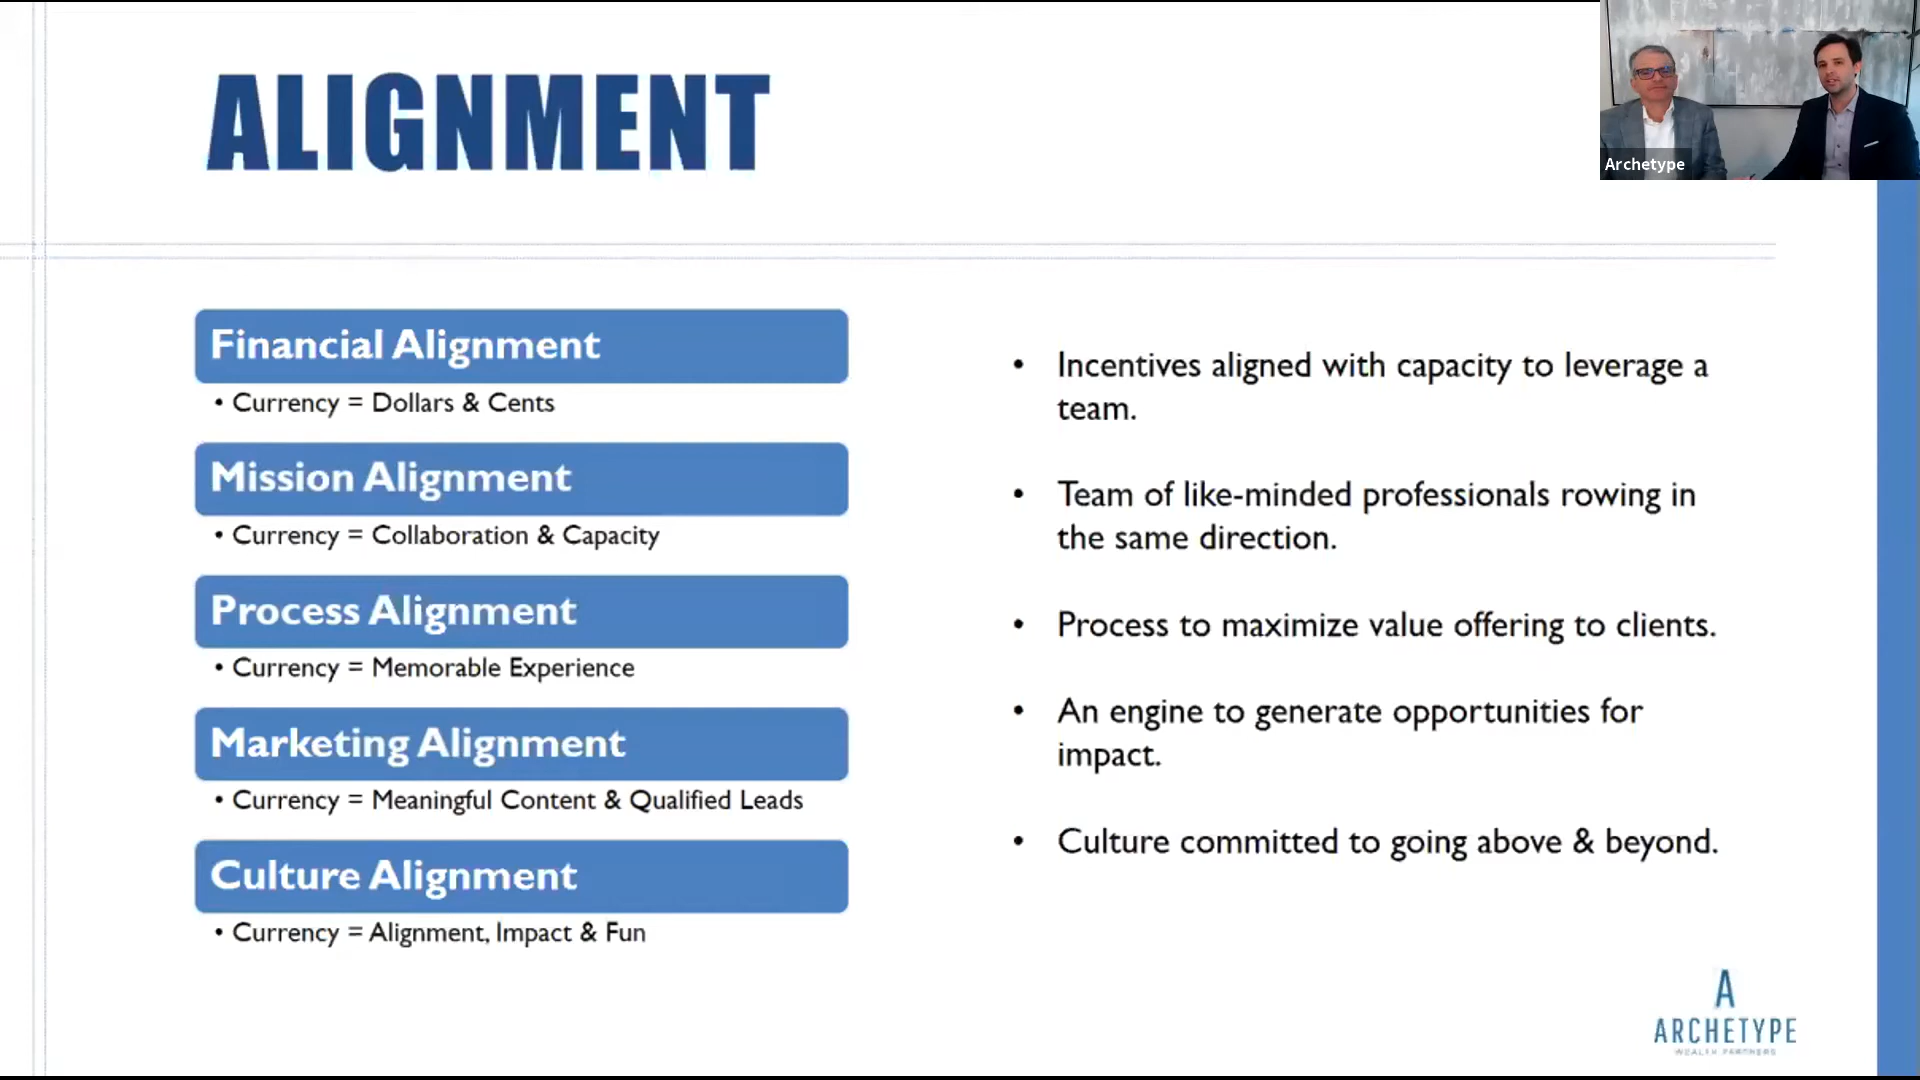 ALIGNMENT
Archetype
Financial Alignment
• Currency = Dollars & Cents
Mission Alignment
• Currency = Collaboration & Capacity
Process Alignment
• Currency = Memorable Experience
Marketing Alignment
• Currency = Meaningful Content & Qualified Leads
Culture Alignment
• Currency = Alignment, Impact & Fun
• Incentives aligned with capacity to leverage a
team.
• Team of like-minded professionals rowing in
the same direction.
• Process to maximize value offering to clients.
• An engine to generate opportunities for
impact.
• Culture committed to going above & beyond.
A
ARCHETYPE
WEALTH PARTNERS